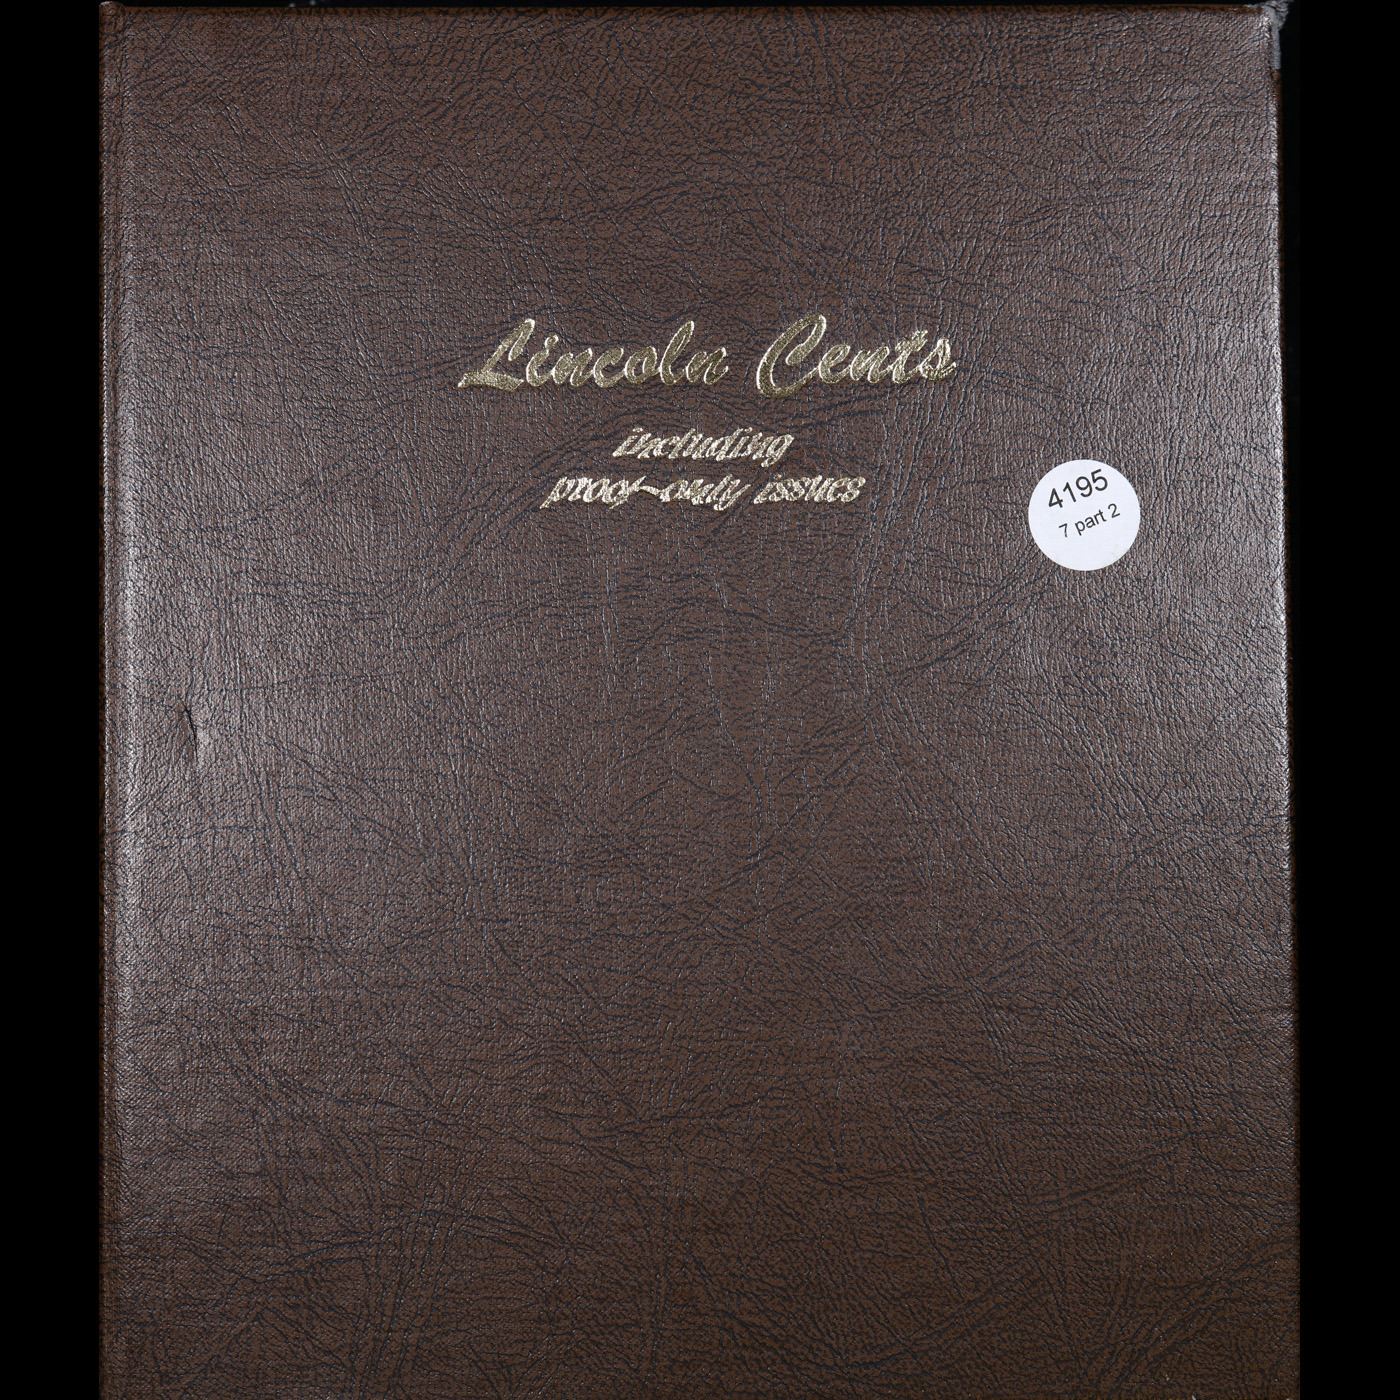 Lincoln Cents
including
proof-only issues
4195
7 part 2